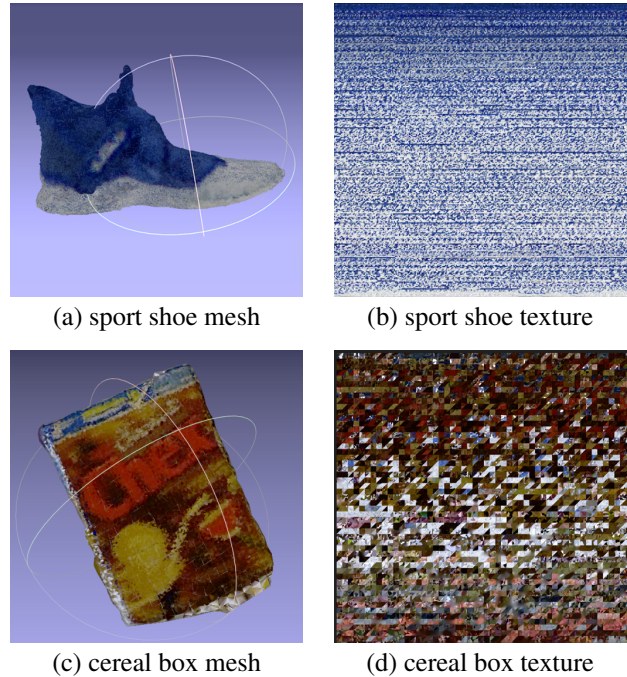 (a) sport shoe mesh
(b) sport shoe texture
(c) cereal box mesh
(d) cereal box texture